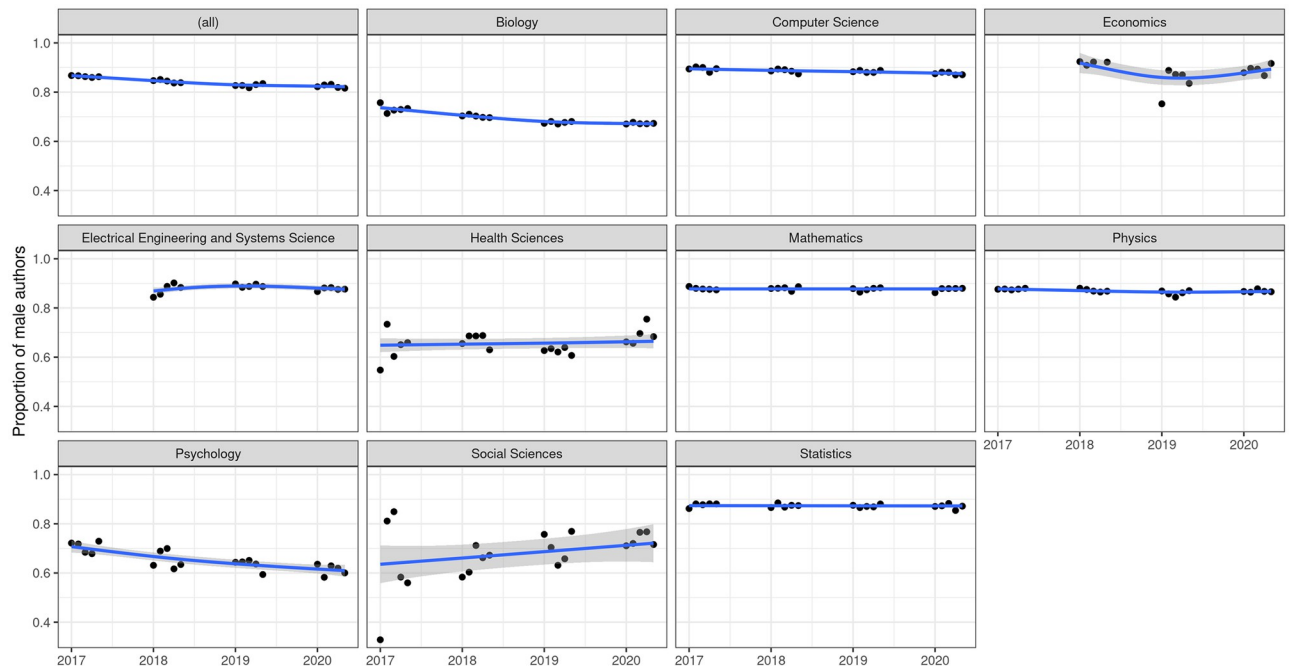 (all) Biology Computer Science Economics
1.0
0.8
0.6
0.4
Electrical Engineering and Systems Science Health Sciences Mathematics Physics
1.0
0.8
0.6
0.4
2017 2018 2019 2020
Psychology Social Sciences Statistics
1.0
0.8
0.6
0.4
2017 2018 2019 2020 2017 2018 2019 2020 2017 2018 2019 2020
Proportion of male authors